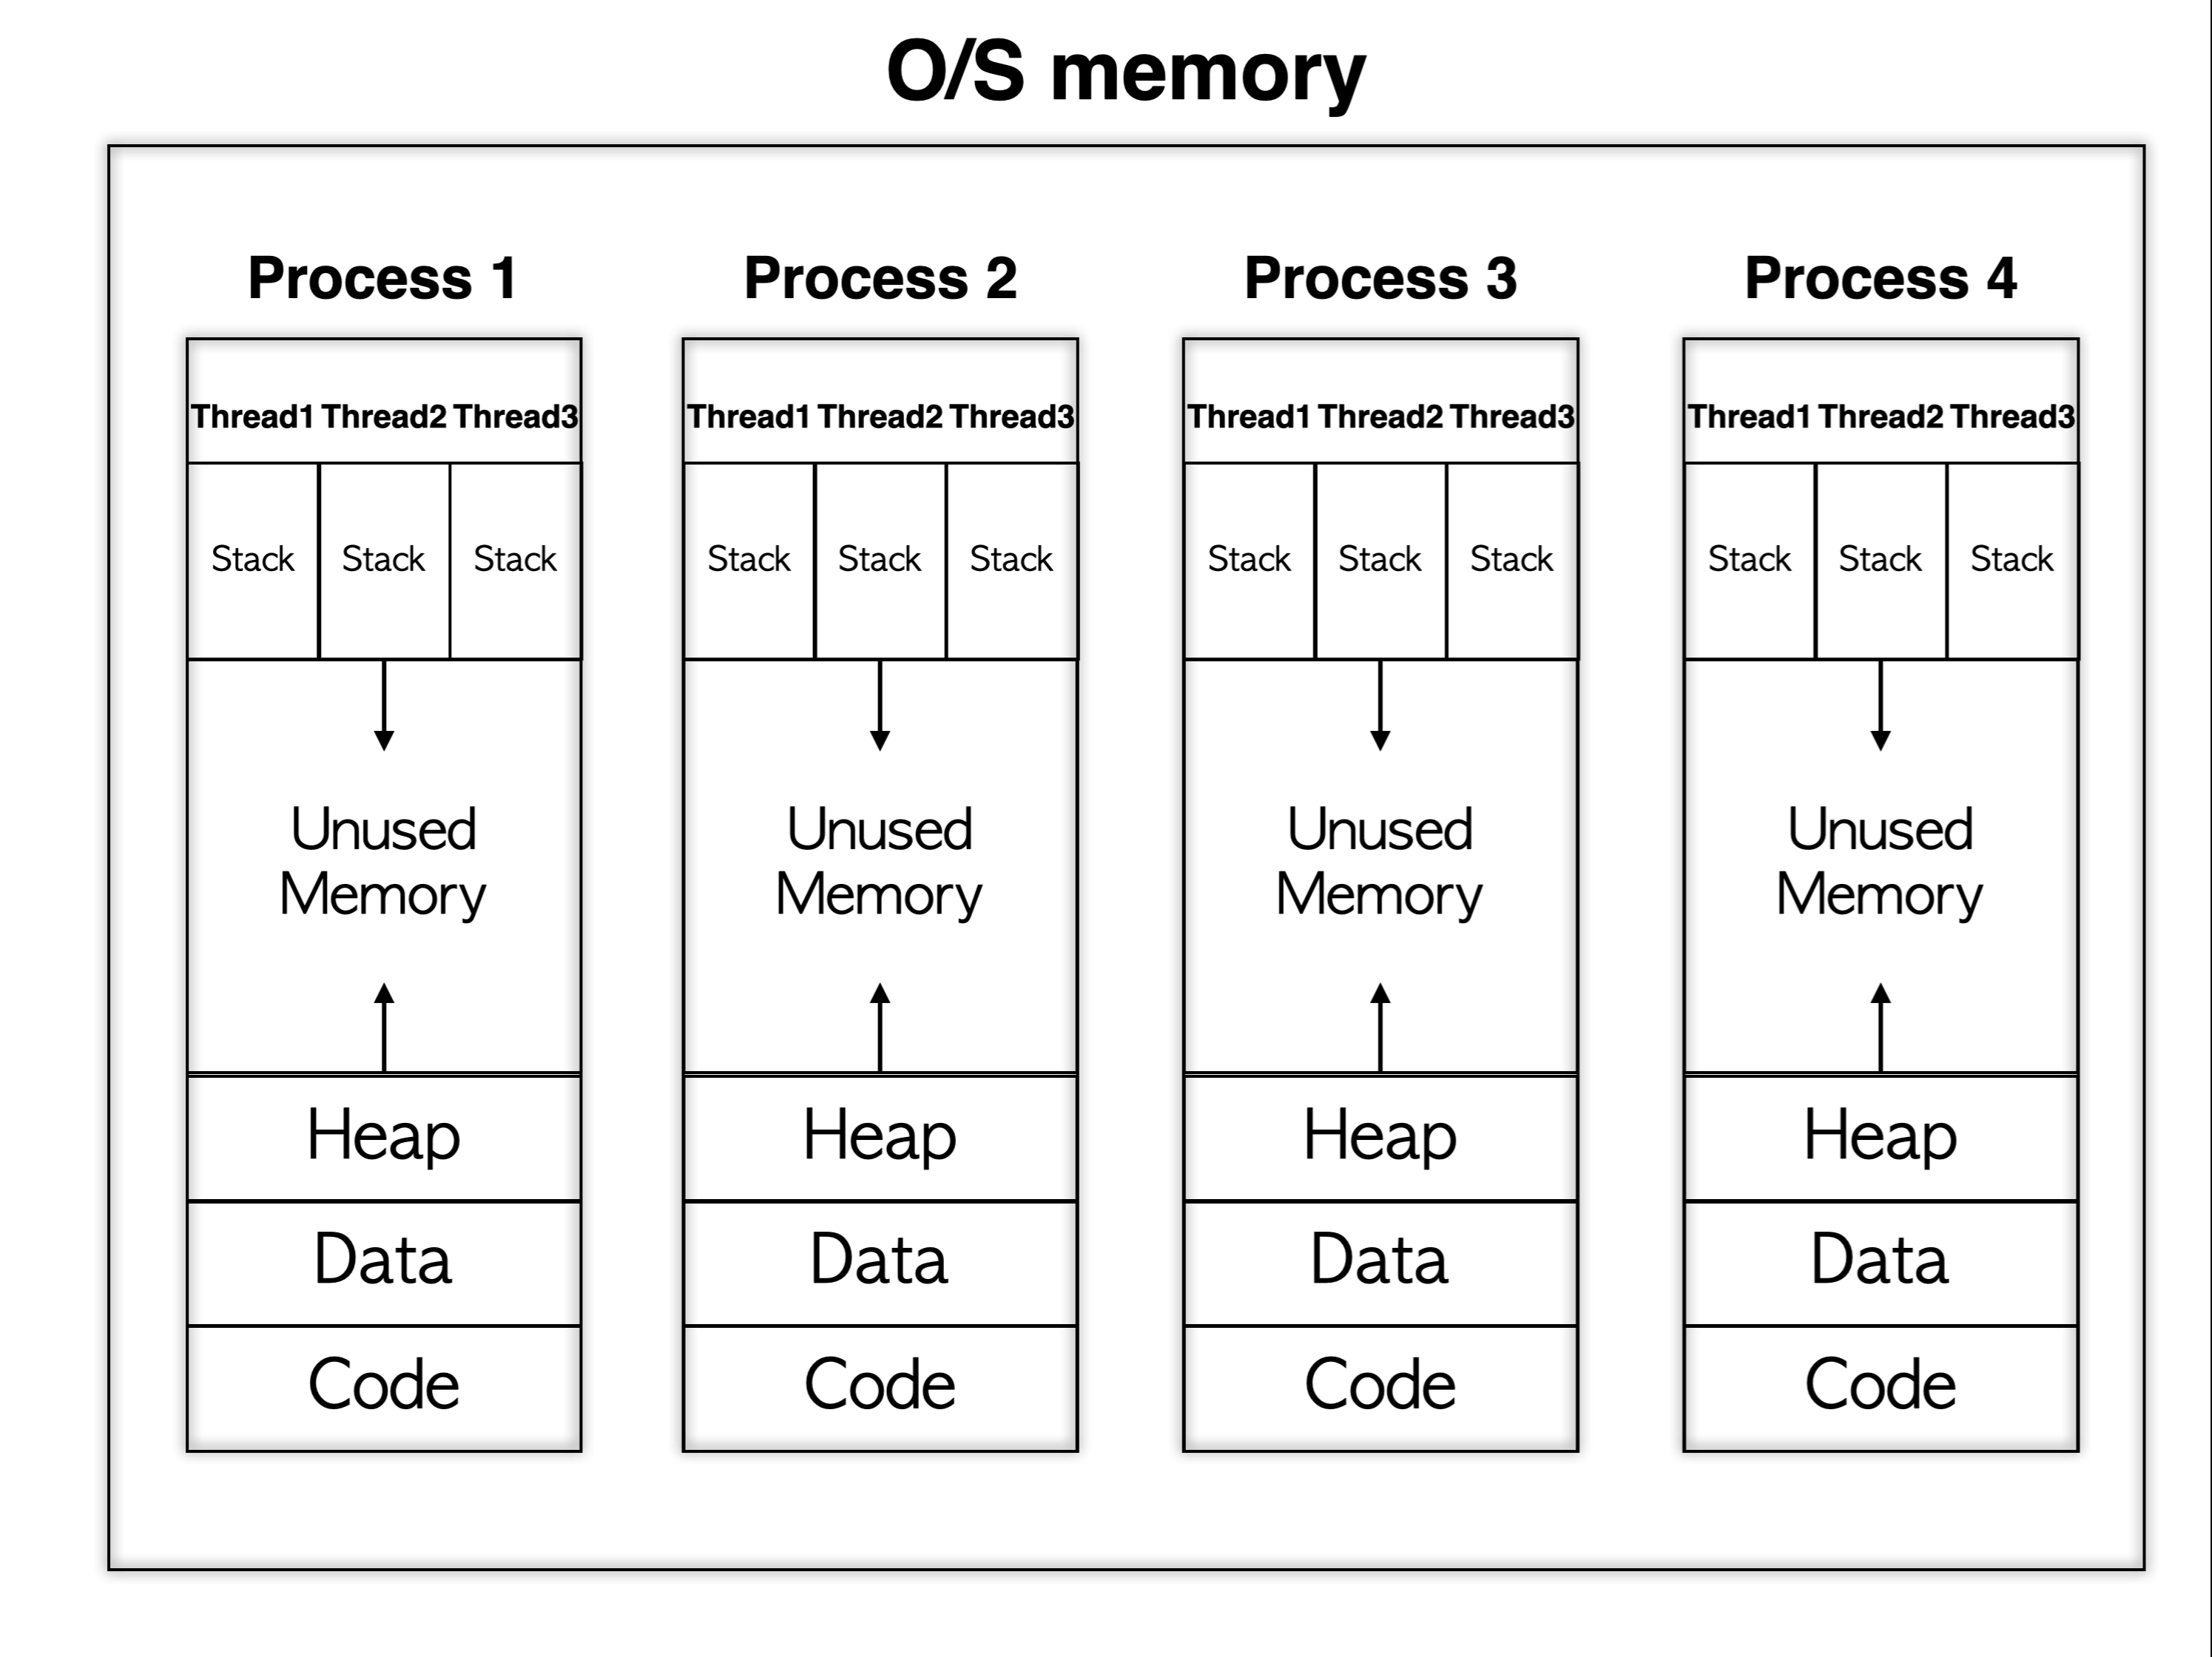 O/S memory
Process 1
Thread1 Thread2 Thread3
Stack Stack Stack
Unused
Memory
Heap
Data
Code
Process 2
Thread1 Thread2 Thread3
Stack Stack Stack
Unused
Memory
Heap
Data
Code
Process 3
Thread1 Thread2 Thread3
Stack Stack Stack
Unused
Memory
Heap
Data
Code
Process 4
Thread1 Thread2 Thread3
Stack Stack Stack
Unused
Memory
Heap
Data
Code